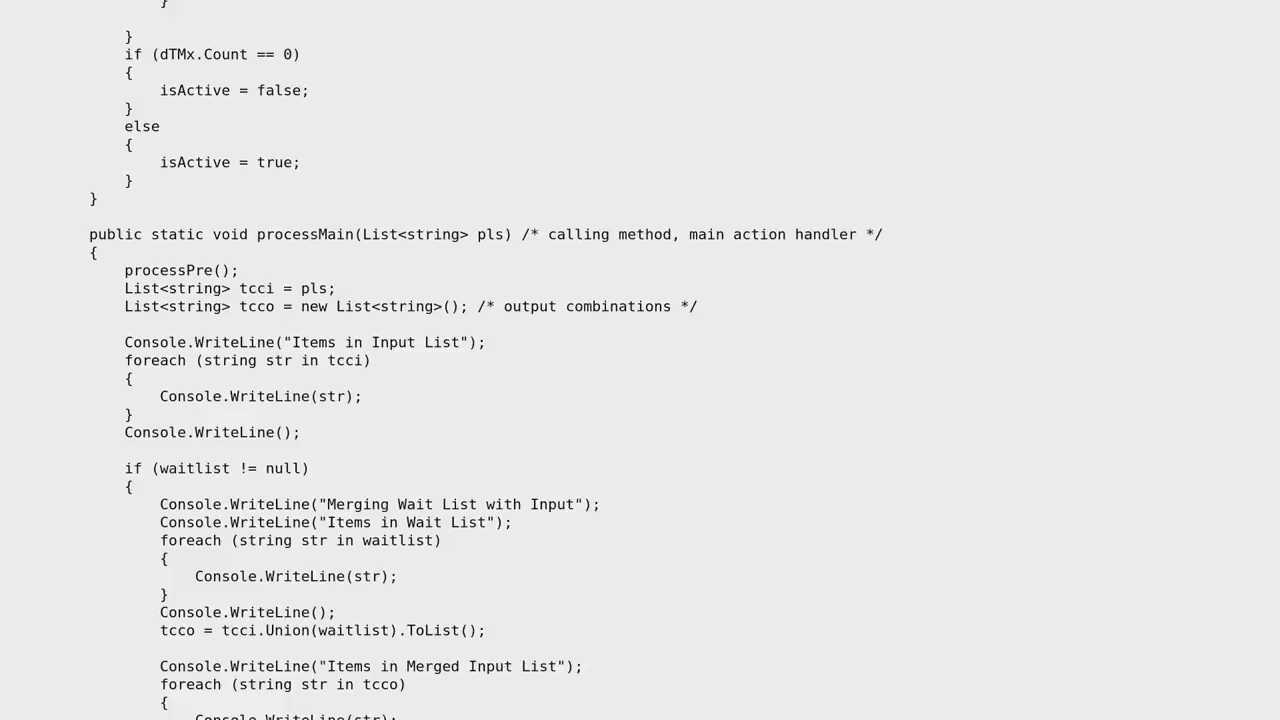 }
}
if (dTMx.Count == 0)
{
isActive = false;
}
else
{
isActive = true;
}
}
public static void processMain(List<string> pls) /* calling method, main action handler */
{
processPre();
List<string> tcci = pls;
List<string> tcco = new List<string>(); /* output combinations */
Console.WriteLine("Items in Input List");
foreach (string str in tcci)
{
Console.WriteLine(str);
}
Console.WriteLine();
if (waitlist != null)
{
Console.WriteLine("Merging Wait List with Input");
Console.WriteLine("Items in Wait List");
foreach (string str in waitlist)
{
Console.WriteLine(str);
}
Console.WriteLine();
tcco = tcci.Union(waitlist).ToList();
Console.WriteLine("Items in Merged Input List");
foreach (string str in tcco)
{
Console.WriteLine(str);